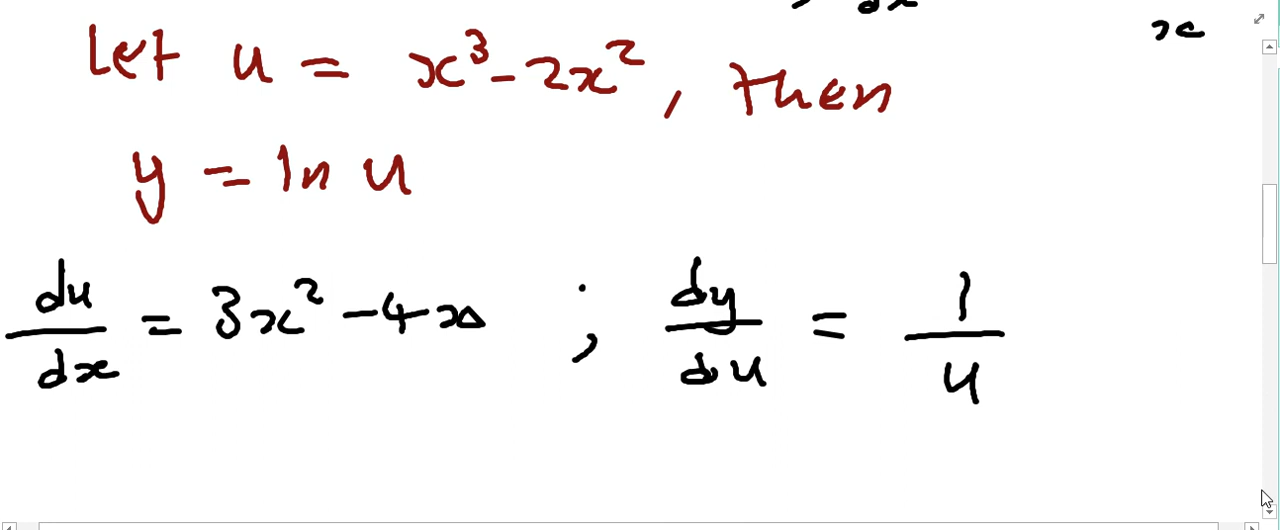 x
Let u = x³ - 2x², then
y = ln u
du/dx = 3x² - 4x ; dy/du = 1/u